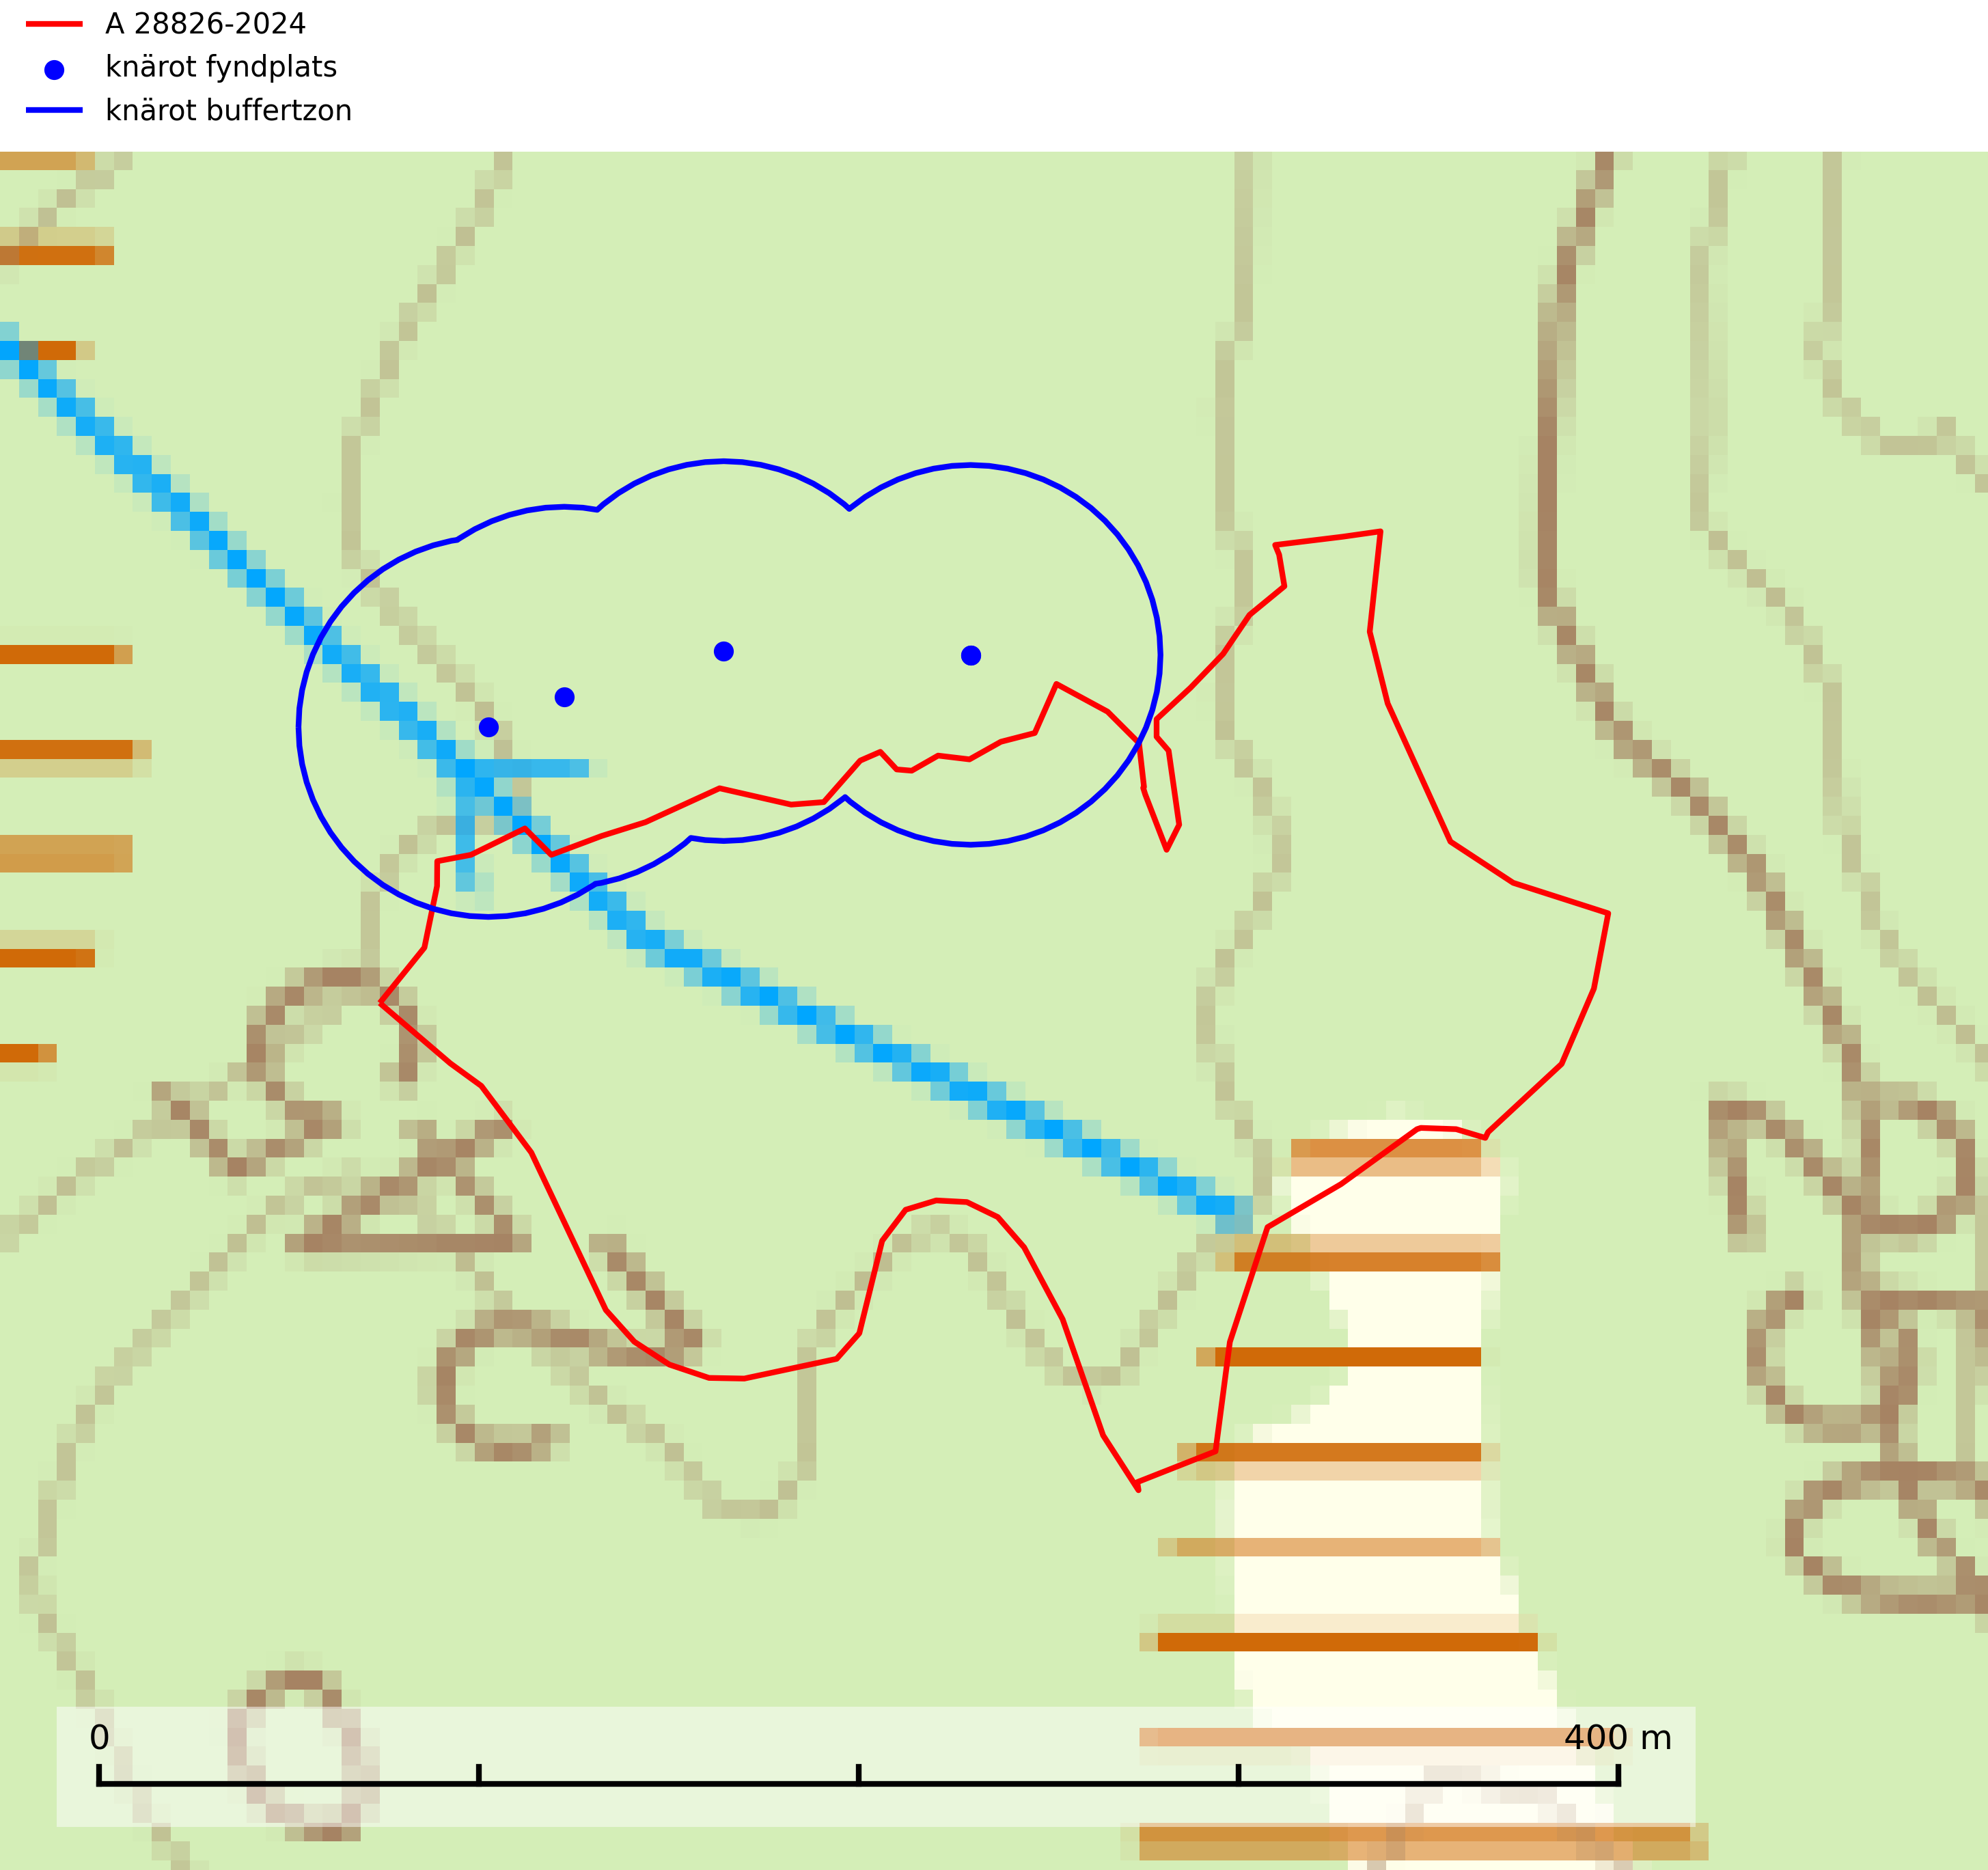 A 28826-2024
knärot fyndplats
knärot buffertzon
0 400 m